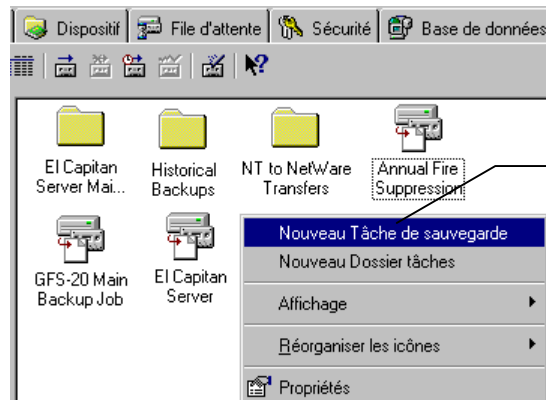 Dispositif File d'attente Sécurité Base de données
El Capitan
Server Mai...
Historical
Backups
NT to NetWare
Transfers
Annual Fire
Suppression
GFS-20 Main
Backup Job
El Capitan
Server
Nouveau Tâche de sauvegarde
Nouveau Dossier tâches
Affichage
Réorganiser les icônes
Propriétés